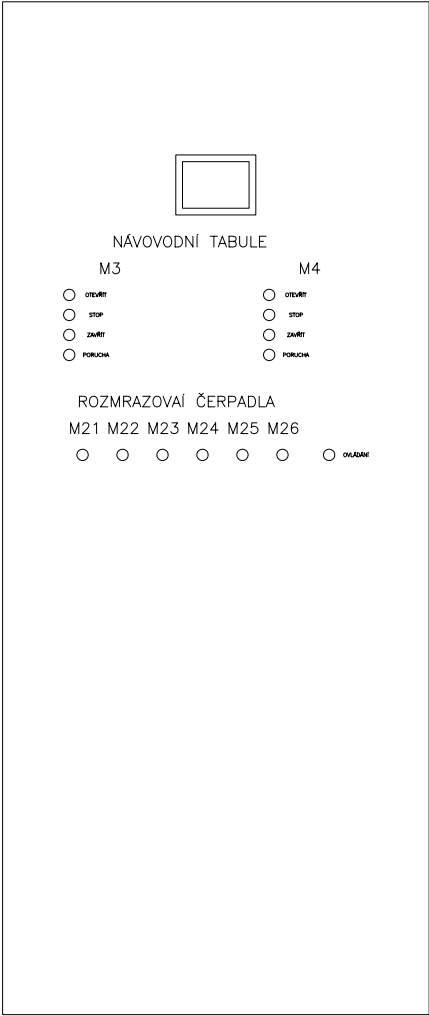 NÁVOVODNÍ TABULE
M3 M4
OTEVŘÍT OTEVŘÍT
STOP STOP
ZAVŘÍT ZAVŘÍT
PORUCHA PORUCHA
ROZMRAZOVAÍ ČERPADLA
M21 M22 M23 M24 M25 M26
OVLÁDÁNÍ